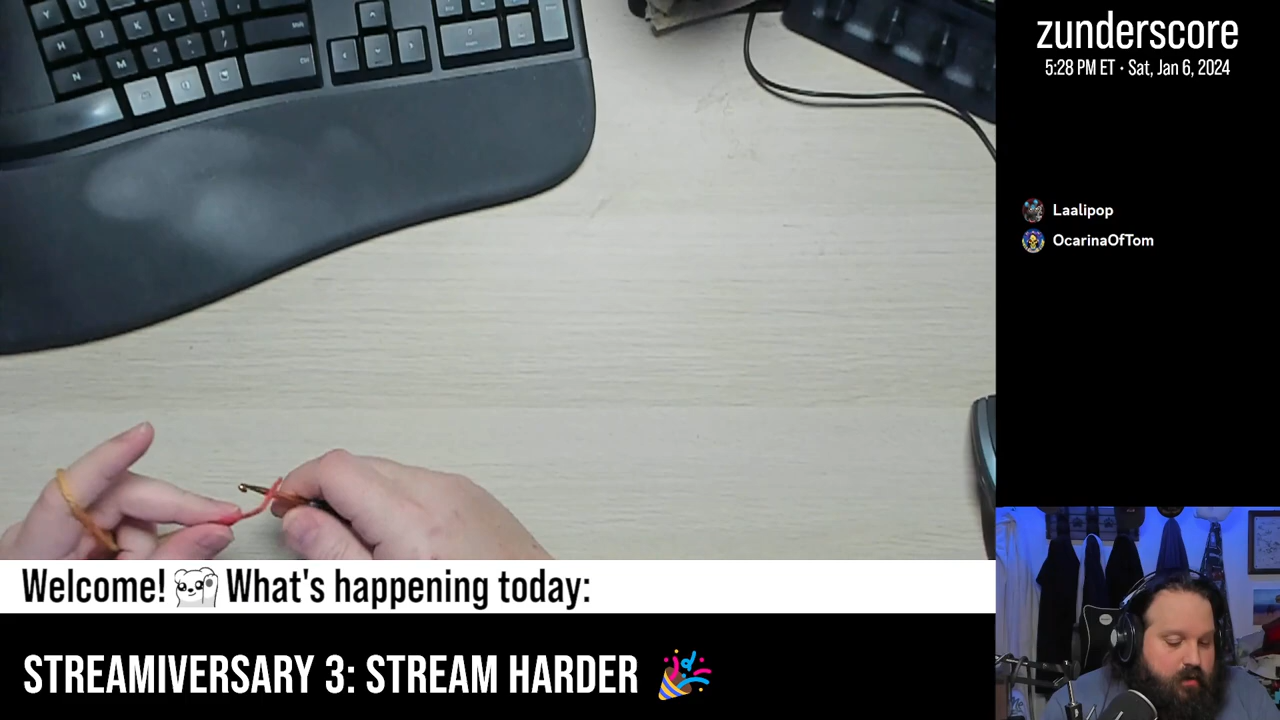 zunderscore
5:28 PM ET • Sat, Jan 6, 2024
Laalipop
OcarinaOfTom
Y U
H J K L
N M
Welcome! What's happening today:
STREAMIVERSARY 3: STREAM HARDER